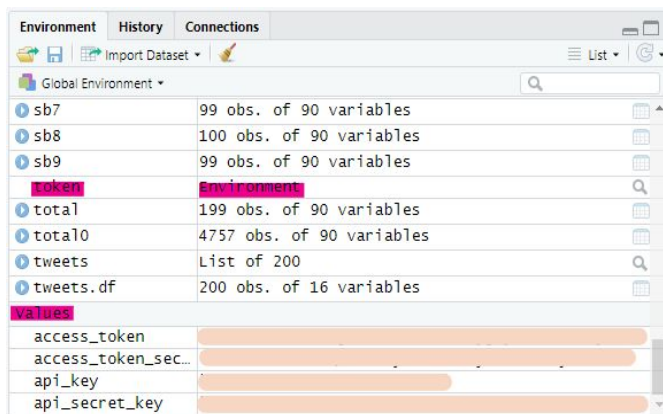 Environment History Connections
Import Dataset List
Global Environment
sb7 99 obs. of 90 variables
sb8 100 obs. of 90 variables
sb9 99 obs. of 90 variables
token Environment
total 199 obs. of 90 variables
total0 4757 obs. of 90 variables
tweets List of 200
tweets.df 200 obs. of 16 variables
Values
access_token
access_token_sec…
api_key
api_secret_key